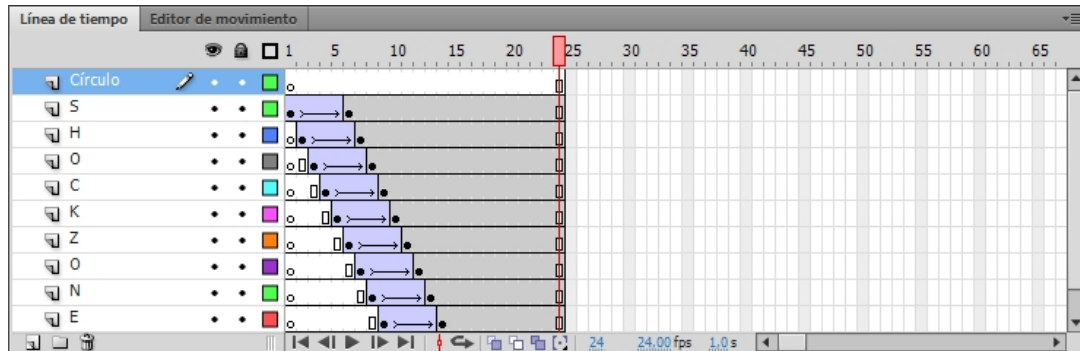 Línea de tiempo Editor de movimiento
1 5 10 15 20 25 30 35 40 45 50 55 60 65
Círculo
S
H
O
C
K
Z
O
N
E
24 24,00 fps 1,0 s